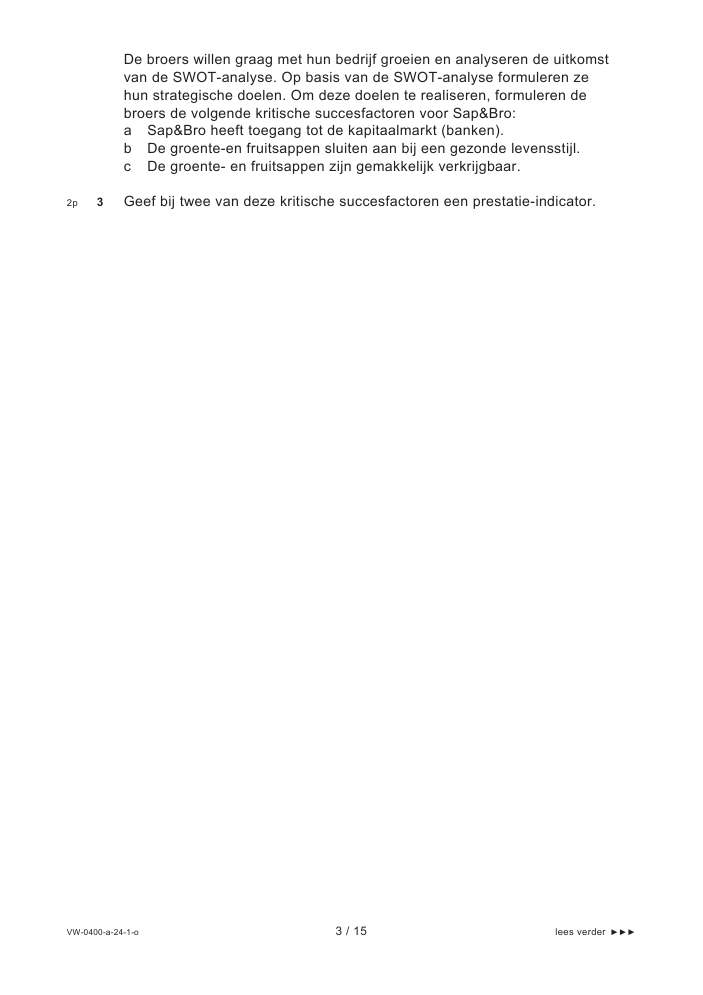 De broers willen graag met hun bedrijf groeien en analyseren de uitkomst
van de SWOT-analyse. Op basis van de SWOT-analyse formuleren ze
hun strategische doelen. Om deze doelen te realiseren, formuleren de
broers de volgende kritische succesfactoren voor Sap&Bro:
a Sap&Bro heeft toegang tot de kapitaalmarkt (banken).
b De groente-en fruitsappen sluiten aan bij een gezonde levensstijl.
c De groente- en fruitsappen zijn gemakkelijk verkrijgbaar.
2p 3 Geef bij twee van deze kritische succesfactoren een prestatie-indicator.
VW-0400-a-24-1-o 3 / 15 lees verder ►►►